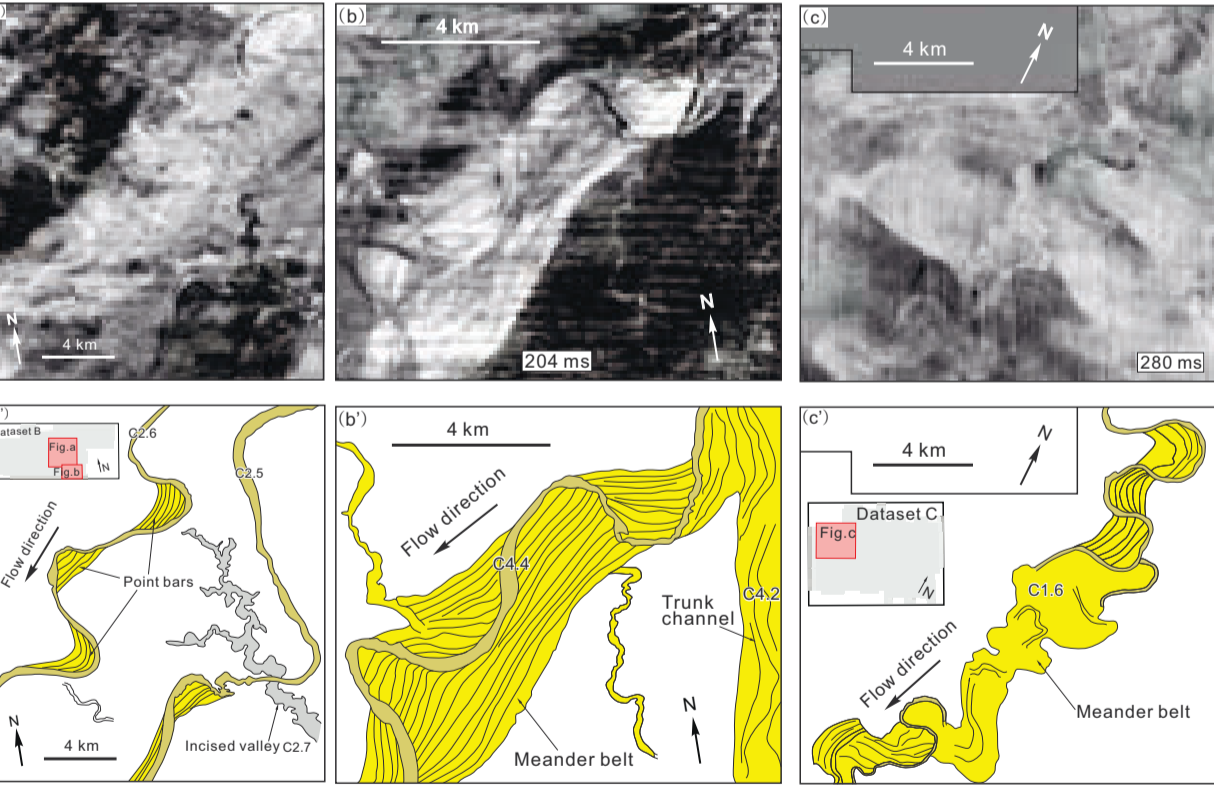 (b)
(c)
4 km
4 km
N
N
N
4 km
204 ms
280 ms
(b')
(c')
C2.6
Dataset B
C2.5
Fig.a
Fig.b
N
4 km
4 km
N
Dataset C
Fig.c
N
Flow direction
Flow direction
Point bars
C4.4
C4.2
C1.6
Trunk
channel
Flow direction
Meander belt
N
N
4 km
Incised valley C2.7
Meander belt